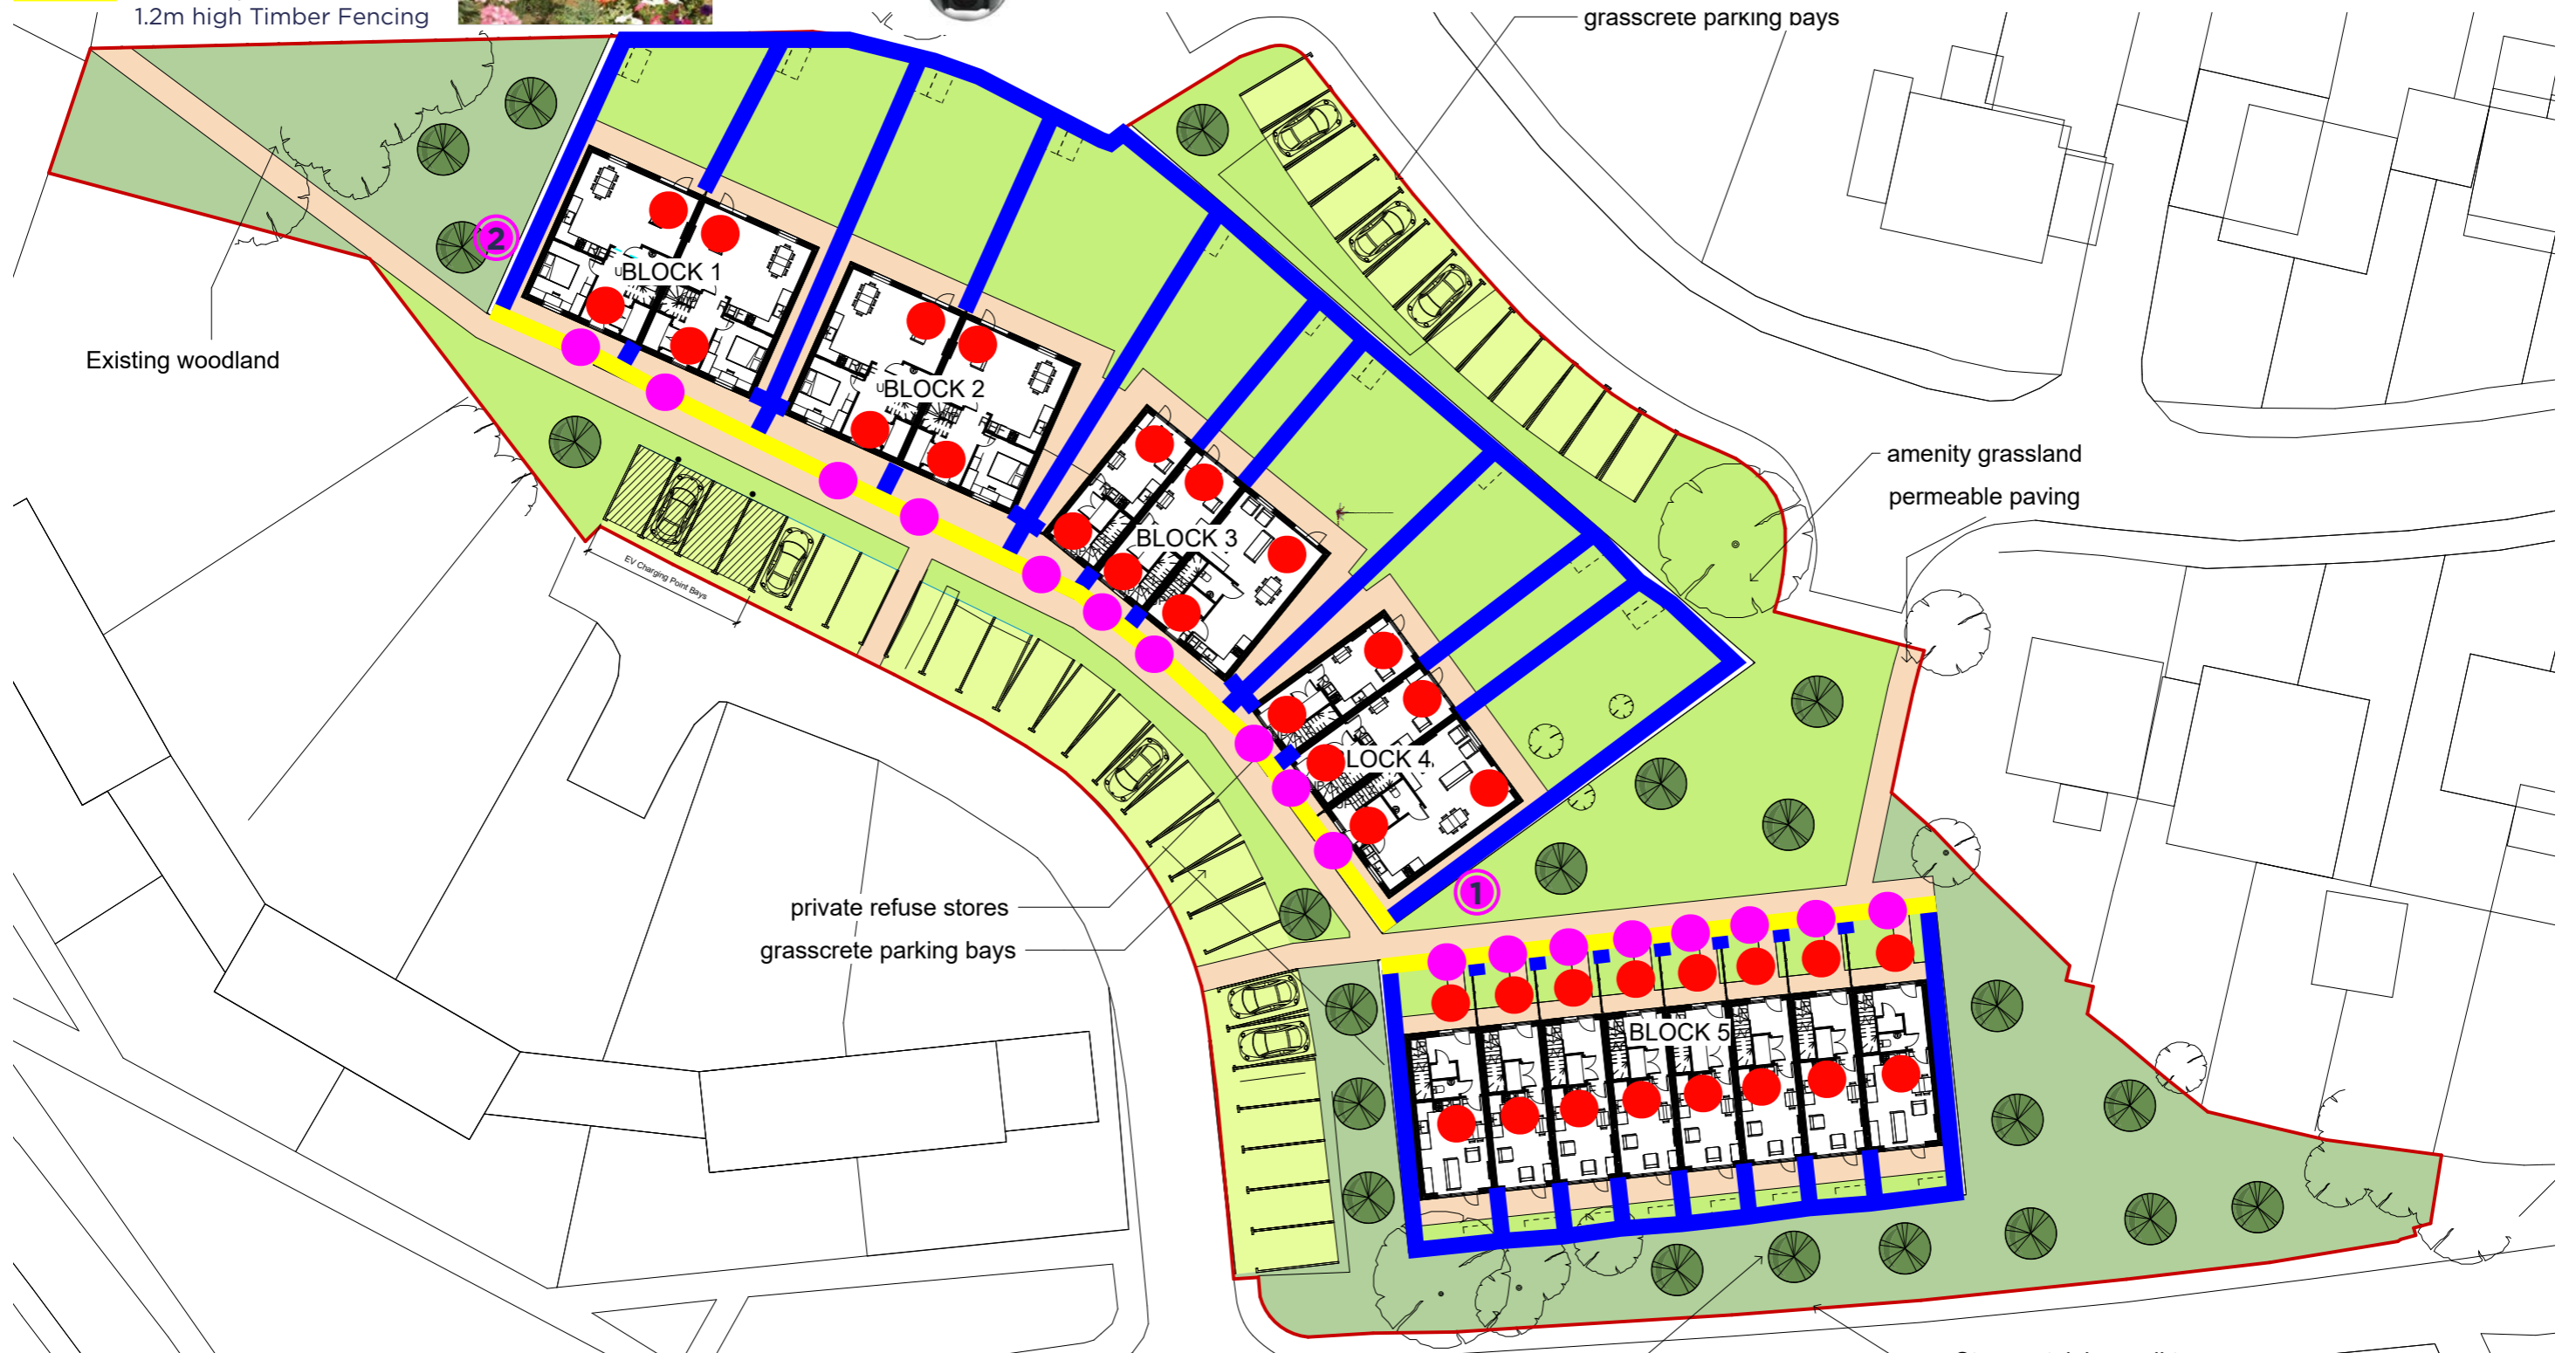 1.2m high Timber Fencing
grasscrete parking bays
2
BLOCK 1
Existing woodland
BLOCK 2
amenity grassland
permeable paving
BLOCK 3
EV Charging Point Bays
LOCK 4
1
private refuse stores
grasscrete parking bays
BLOCK 5